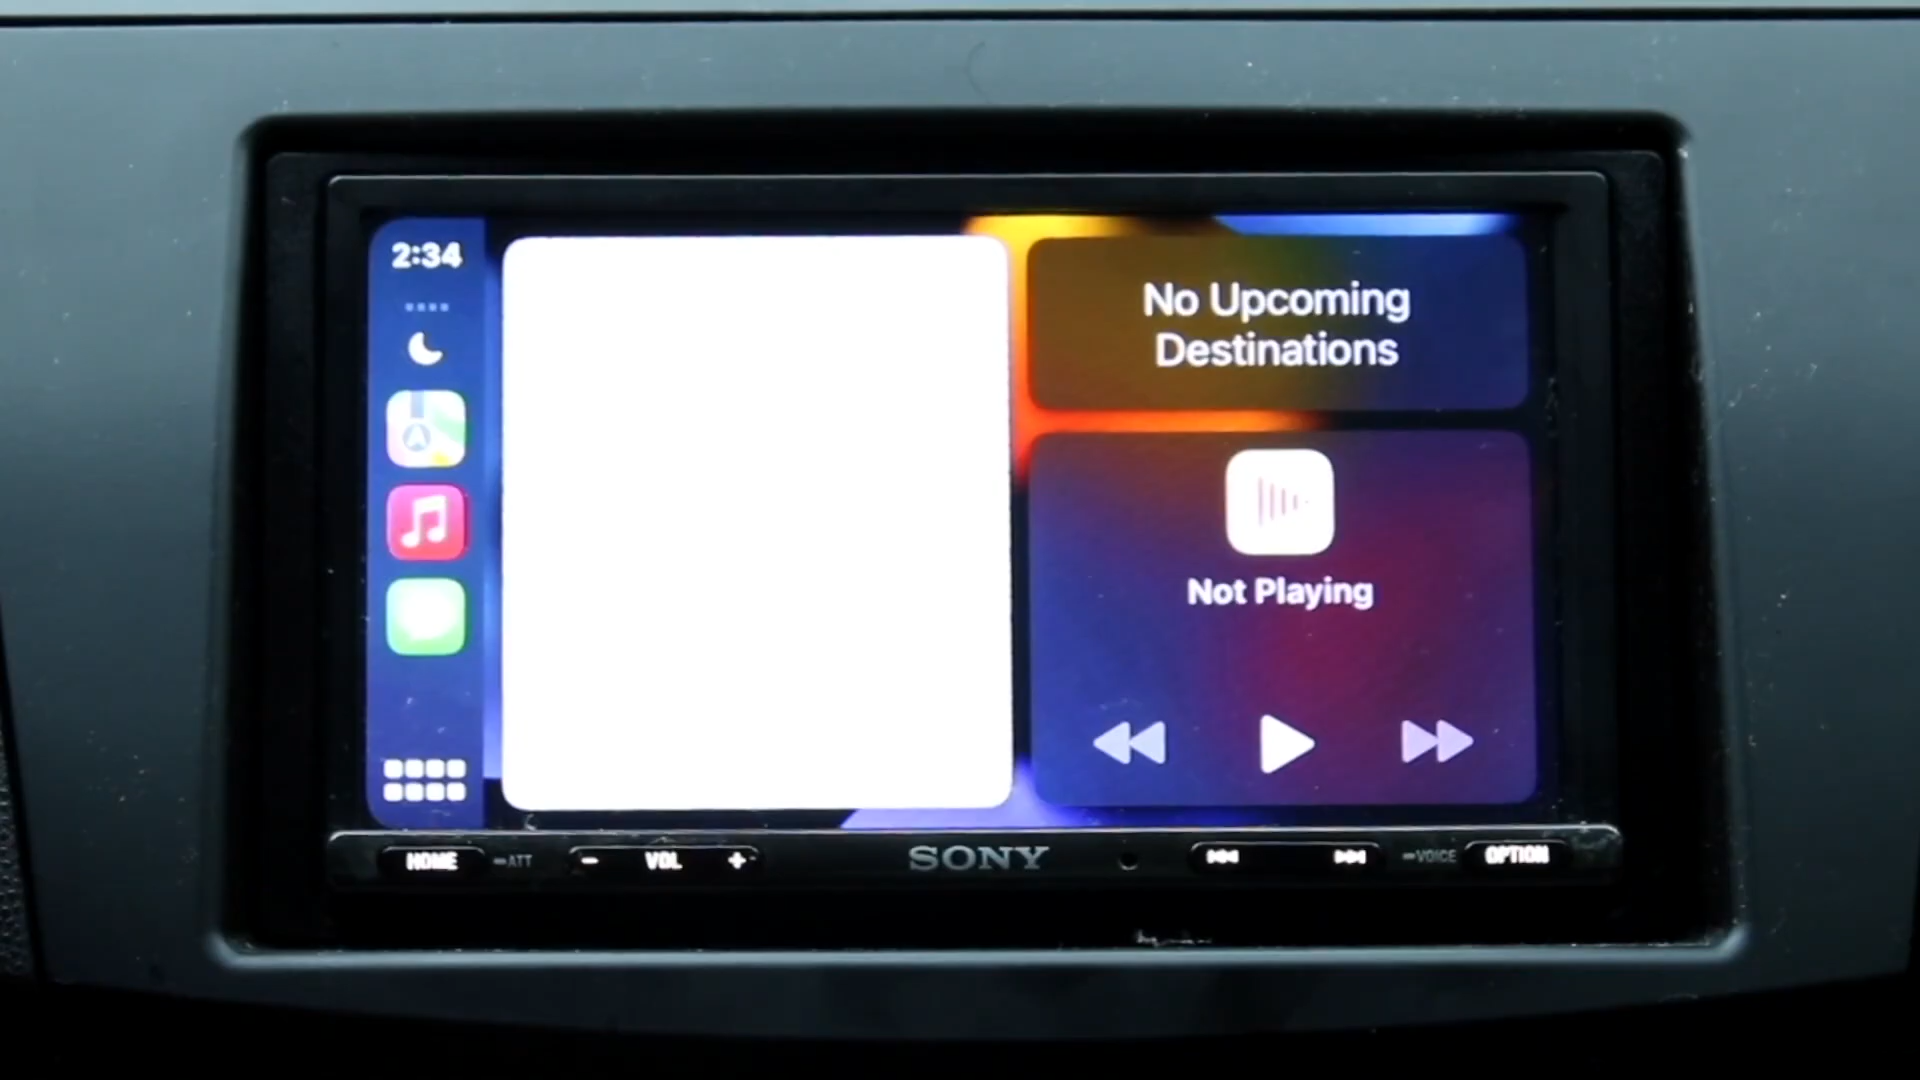 2:34
No Upcoming
Destinations
Not Playing
HOME
ATT
- VOL +
SONY
VOICE
OPTION